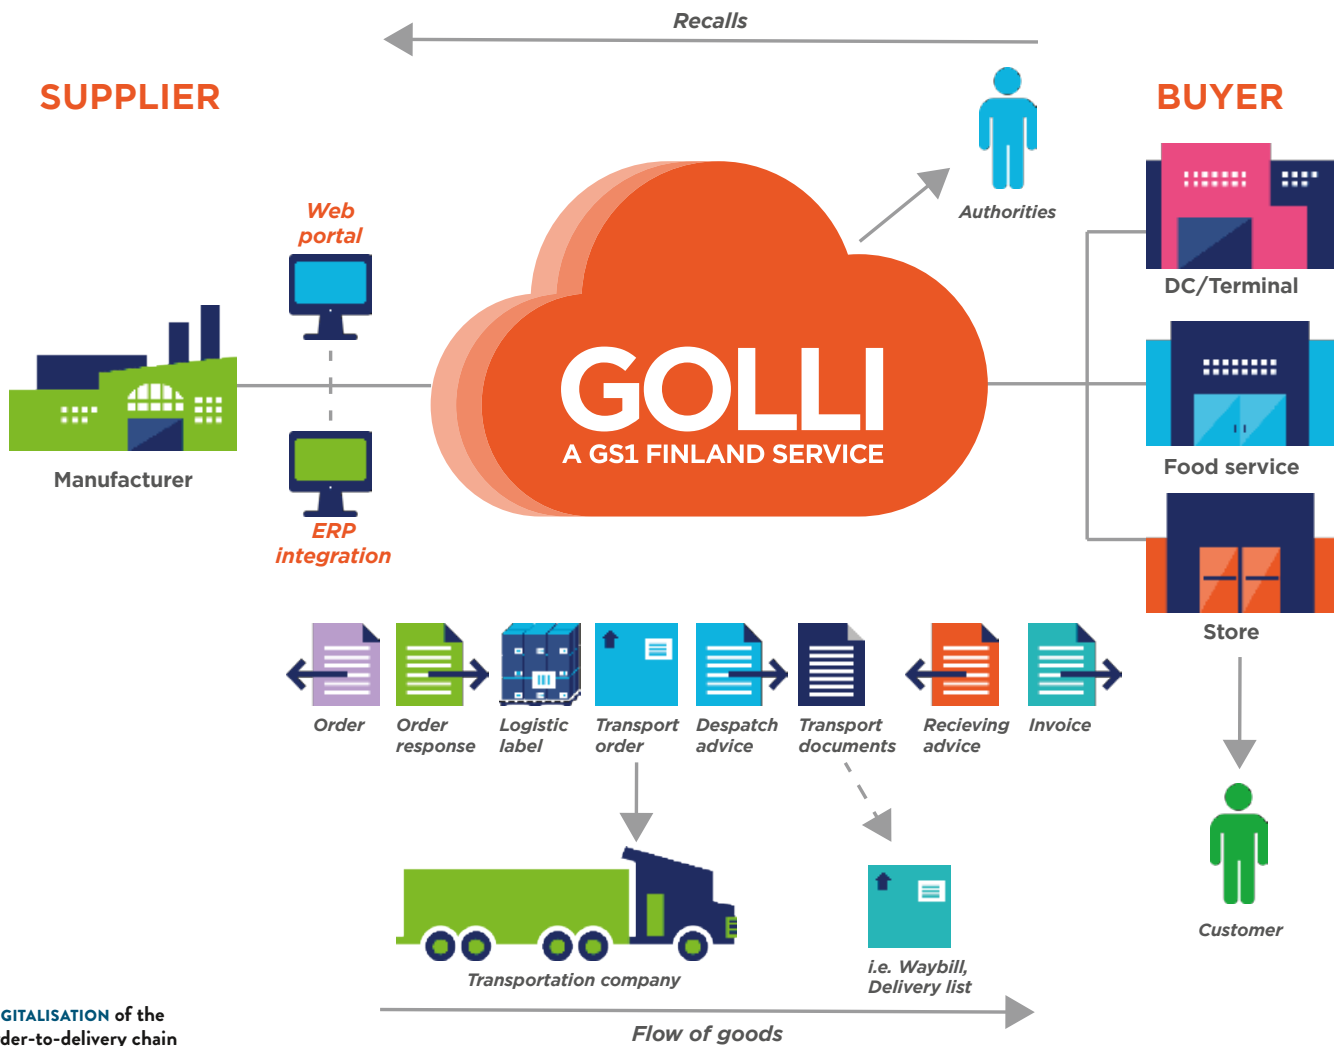 Recalls
SUPPLIER
BUYER
Web
portal
Authorities
DC/Terminal
GOLLI
A GS1 FINLAND SERVICE
Manufacturer
Food service
ERP
integration
Store
Order
Order
response
Logistic
label
Transport
order
Despatch
advice
Transport
documents
Recieving
advice
Invoice
Customer
Transportation company
i.e. Waybill,
Delivery list
GITALISATION of the
der-to-delivery chain
Flow of goods